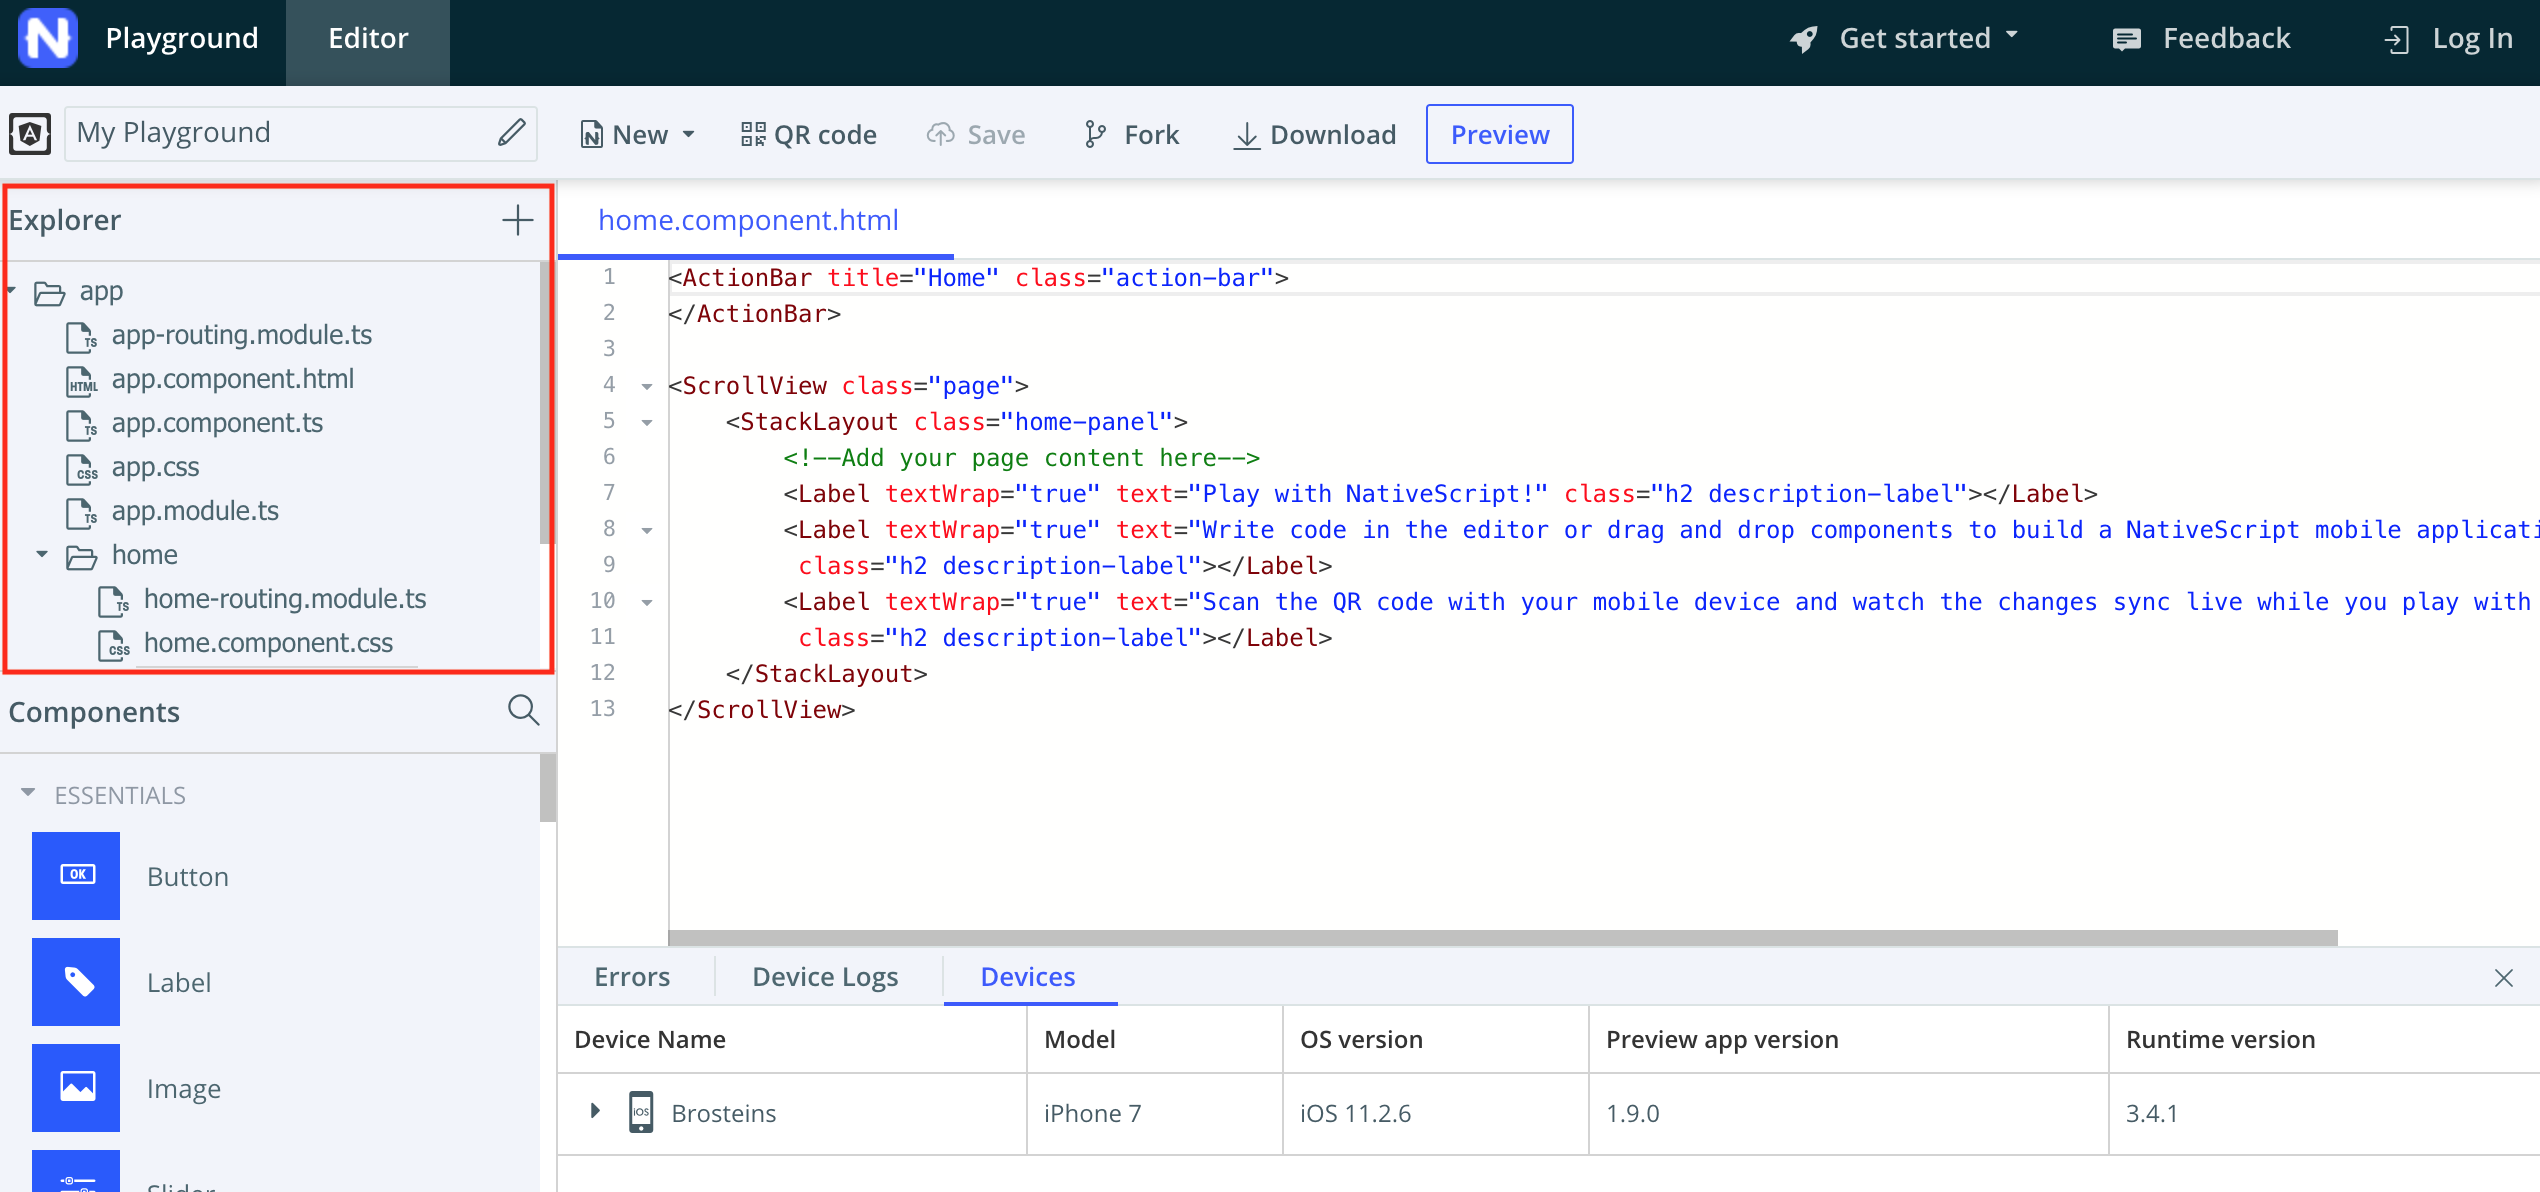 Playground Editor Get started Feedback Log In
My Playground New QR code Save Fork Download Preview
Explorer
app
app-routing.module.ts
app.component.html
app.component.ts
app.css
app.module.ts
home
home-routing.module.ts
home.component.css
Components
ESSENTIALS
OK Button
Label
Image
Slider
home.component.html
1 <ActionBar title="Home" class="action-bar">
2 </ActionBar>
3
4 <ScrollView class="page">
5 <StackLayout class="home-panel">
6 <!--Add your page content here-->
7 <Label textWrap="true" text="Play with NativeScript!" class="h2 description-label"></Label>
8 <Label textWrap="true" text="Write code in the editor or drag and drop components to build a NativeScript mobile applicati
9 class="h2 description-label"></Label>
10 <Label textWrap="true" text="Scan the QR code with your mobile device and watch the changes sync live while you play with
11 class="h2 description-label"></Label>
12 </StackLayout>
13 </ScrollView>
Errors Device Logs Devices
Device Name Model OS version Preview app version Runtime version
iOS Brosteins iPhone 7 iOS 11.2.6 1.9.0 3.4.1